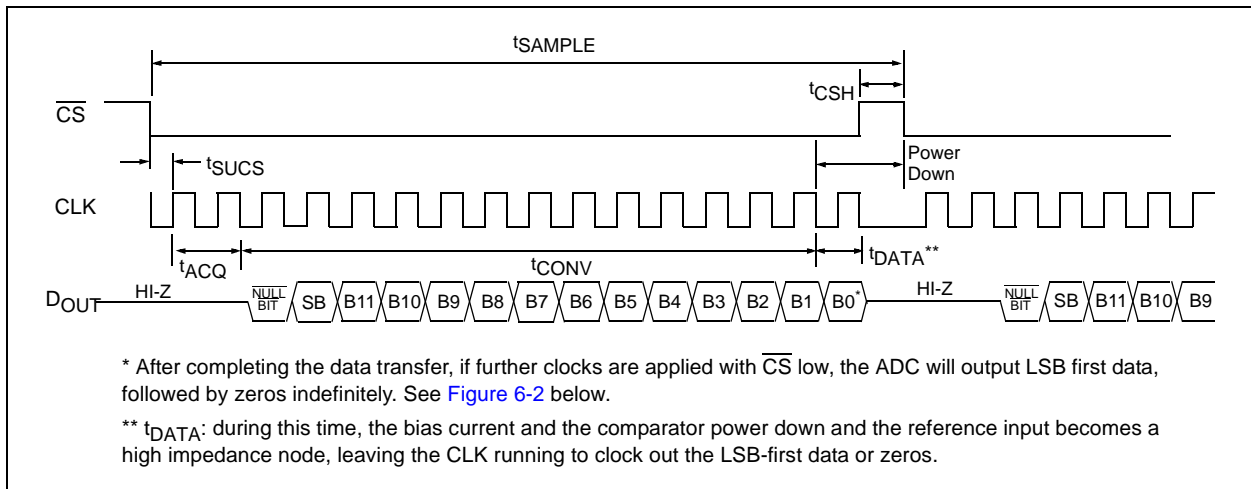 tSAMPLE
tCSH
CS
Power
Down
tSUCS
CLK
tACQ
tCONV
tDATA**
DOUT
HI-Z
NULL
BIT
SB
B11
B10
B9
B8
B7
B6
B5
B4
B3
B2
B1
B0*
HI-Z
NULL
BIT
SB
B11
B10
B9
* After completing the data transfer, if further clocks are applied with CS low, the ADC will output LSB first data,
followed by zeros indefinitely. See Figure 6-2 below.
** tDATA: during this time, the bias current and the comparator power down and the reference input becomes a
high impedance node, leaving the CLK running to clock out the LSB-first data or zeros.